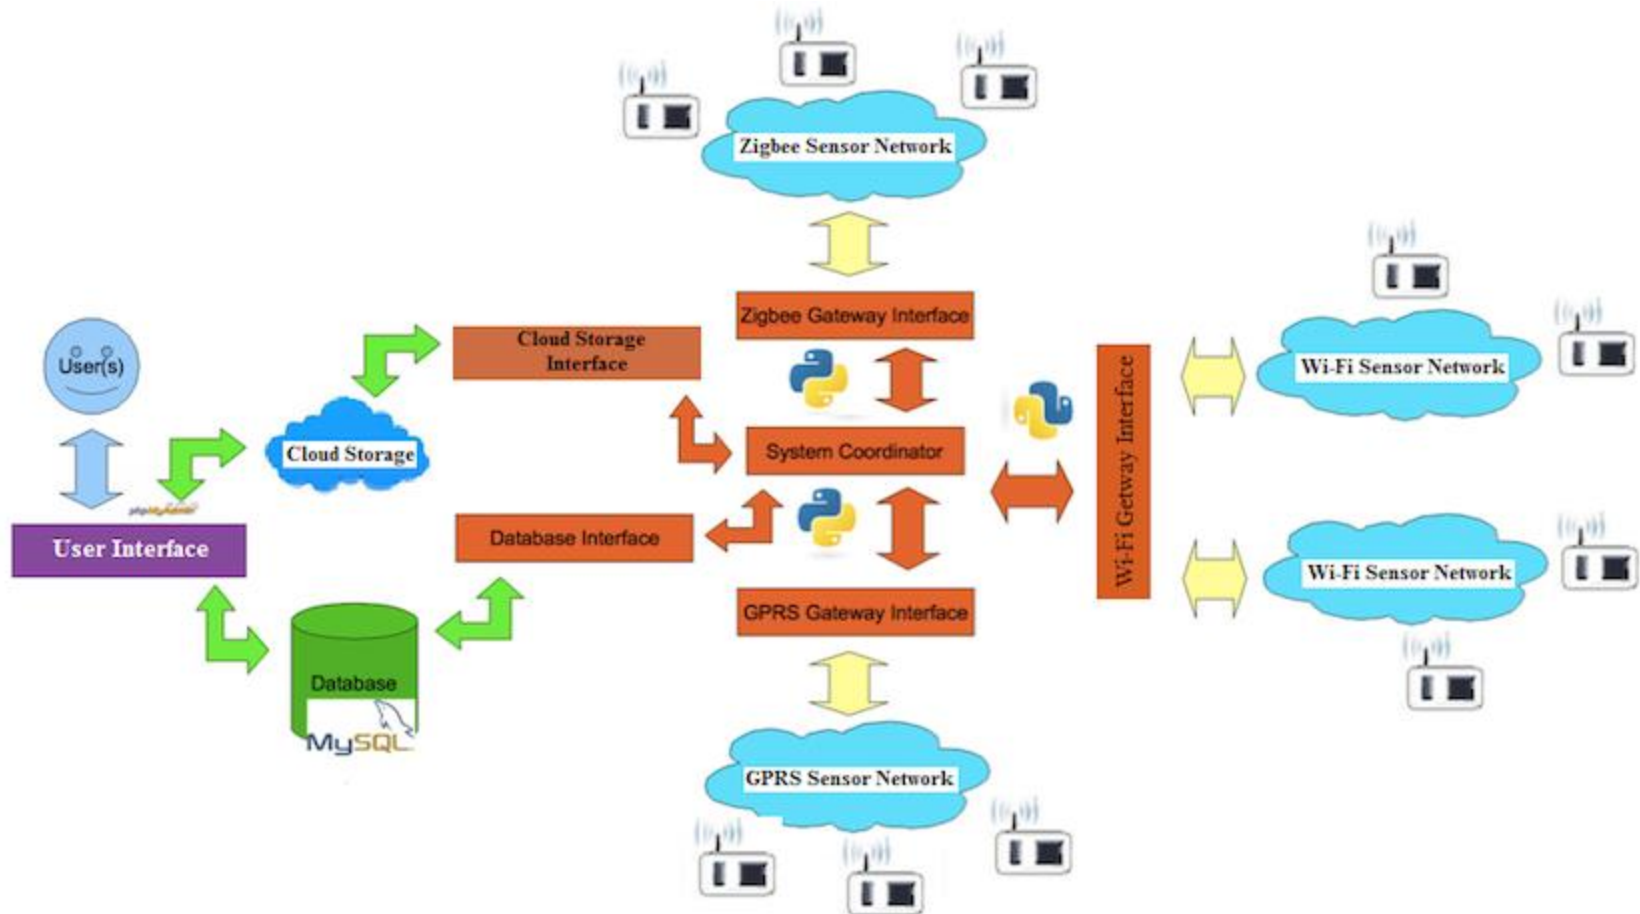 Zigbee Sensor Network
Zigbee Gateway Interface
Cloud Storage
Interface
User(s)
Wi-Fi Sensor Network
Wi-Fi Getway Interface
Cloud Storage
System Coordinator
User Interface
Database Interface
Wi-Fi Sensor Network
GPRS Gateway Interface
Database
MySQL
GPRS Sensor Network